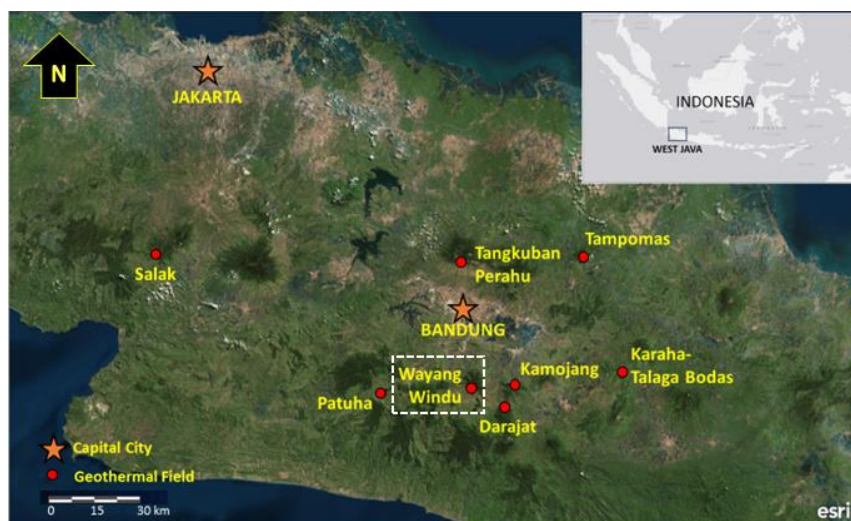 N
JAKARTA
INDONESIA
WEST JAVA
Salak
Tangkuban
Perahu
Tampomas
BANDUNG
Wayang
Windu
Patuha
Kamojang
Darajat
Karaha-
Talaga Bodas
Capital City
Geothermal Field
0 15 30 km
esri